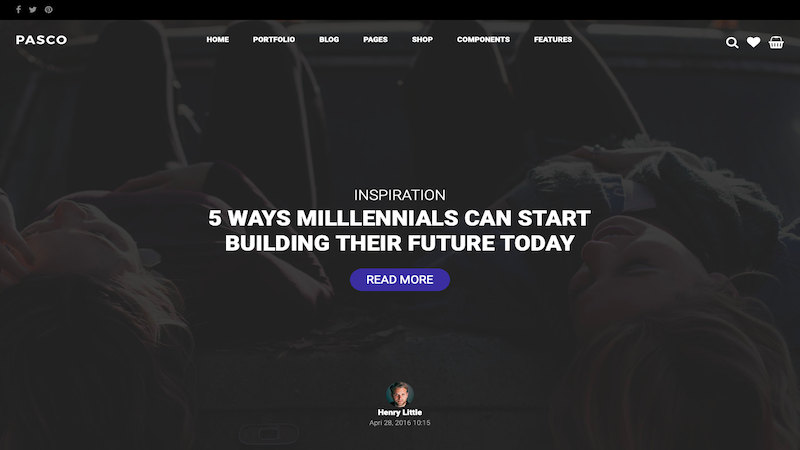 PASCO
HOME PORTFOLIO BLOG PAGES SHOP COMPONENTS FEATURES
INSPIRATION
5 WAYS MILLLENNIALS CAN START
BUILDING THEIR FUTURE TODAY
READ MORE
Henry Little
Apri 28, 2016 10:15